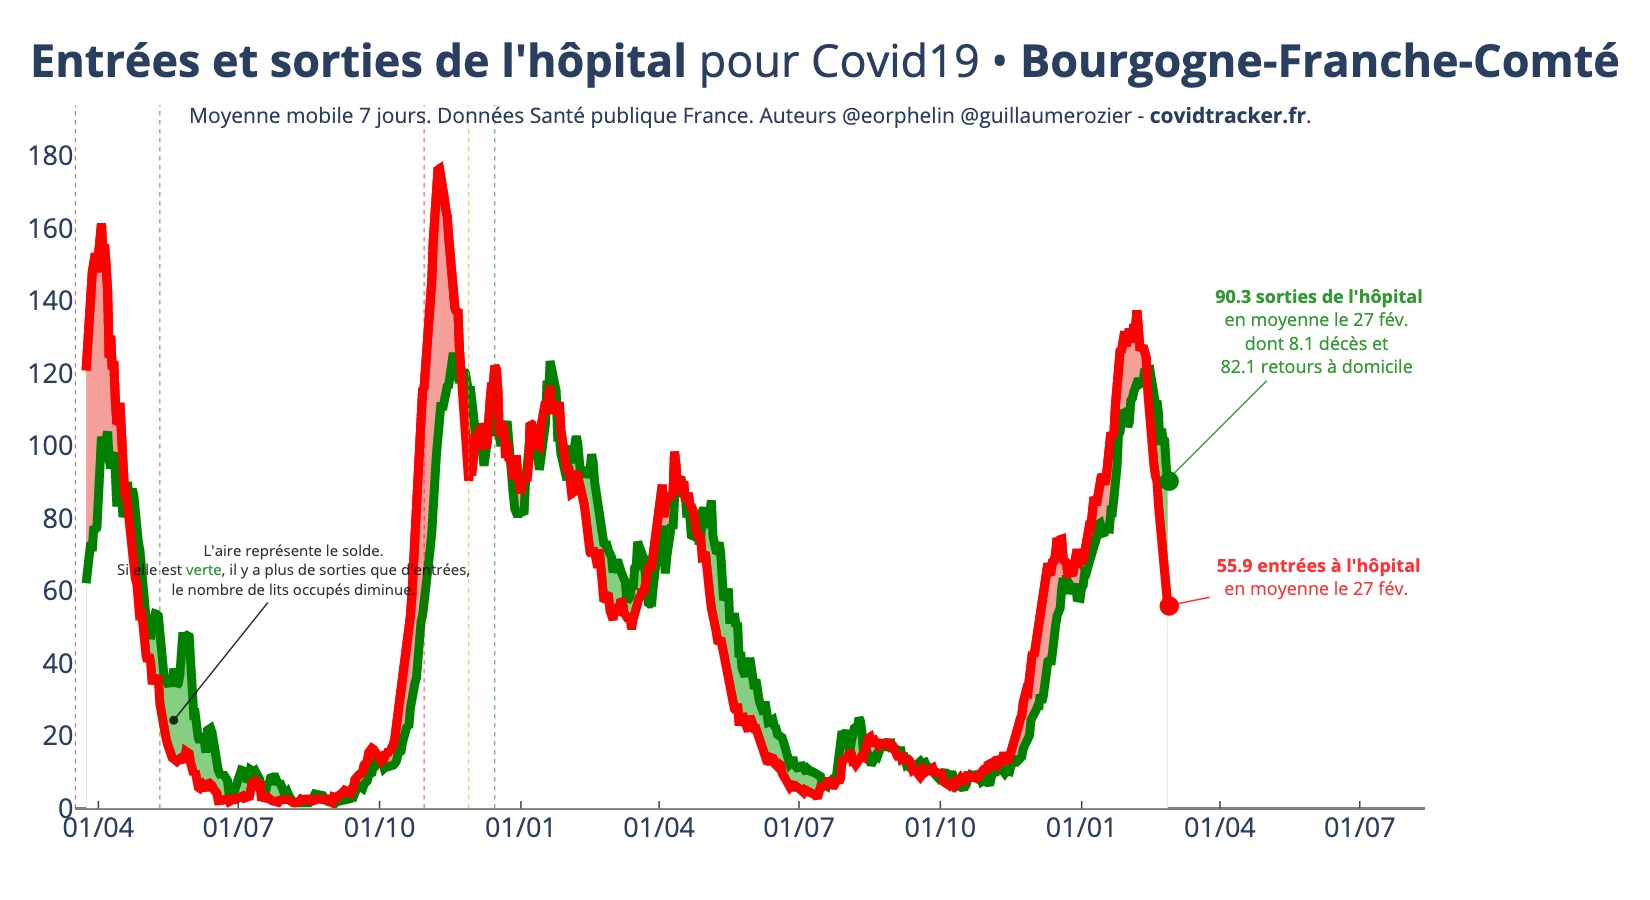 Entrées et sorties de l'hôpital pour Covid19 • Bourgogne-Franche-Comté
Moyenne mobile 7 jours. Données Santé publique France. Auteurs @eorphelin @guillaumerozier - covidtracker.fr.
180
160
140
120
100
80
60
40
20
0
90.3 sorties de l'hôpital
en moyenne le 27 fév.
dont 8.1 décès et
82.1 retours à domicile
L'aire représente le solde.
Si elle est verte, il y a plus de sorties que d'entrées,
le nombre de lits occupés diminue.
55.9 entrées à l'hôpital
en moyenne le 27 fév.
01/04 01/07 01/10 01/01 01/04 01/07 01/10 01/01 01/04 01/07